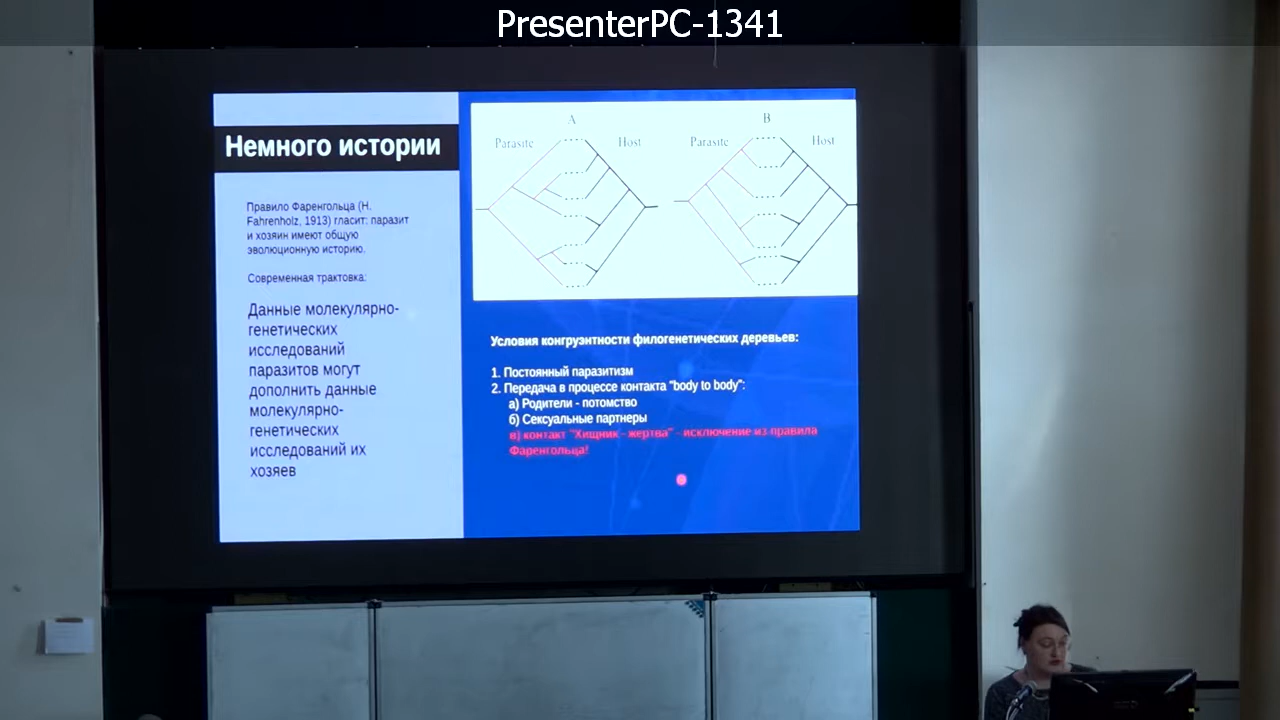 PresenterPC-1341
Немного истории
Правило Фаренгольца (H.
Fahrenholz, 1913) гласит: паразит
и хозяин имеют общую
эволюционную историю.
Современная трактовка:
Данные молекулярно-
генетических
исследований
паразитов могут
дополнить данные
молекулярно-
генетических
исследований их
хозяев
A
Parasite
Host
B
Parasite
Host
Условия конгруэнтности филогенетических деревьев:
1. Постоянный паразитизм
2. Передача в процессе контакта "body to body":
а) Родители - потомство
б) Сексуальные партнеры
в) контакт "Хищник - жертва" - исключение из правила
Фаренгольца!